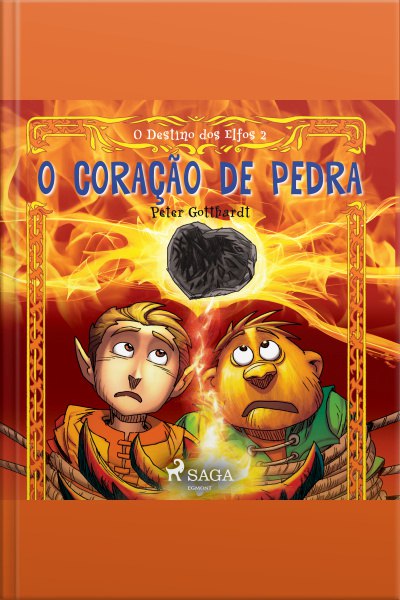 O Destino dos Elfos 2
O CORAÇÃO DE PEDRA
Peter Gotthardt
SAGA
EGMONT